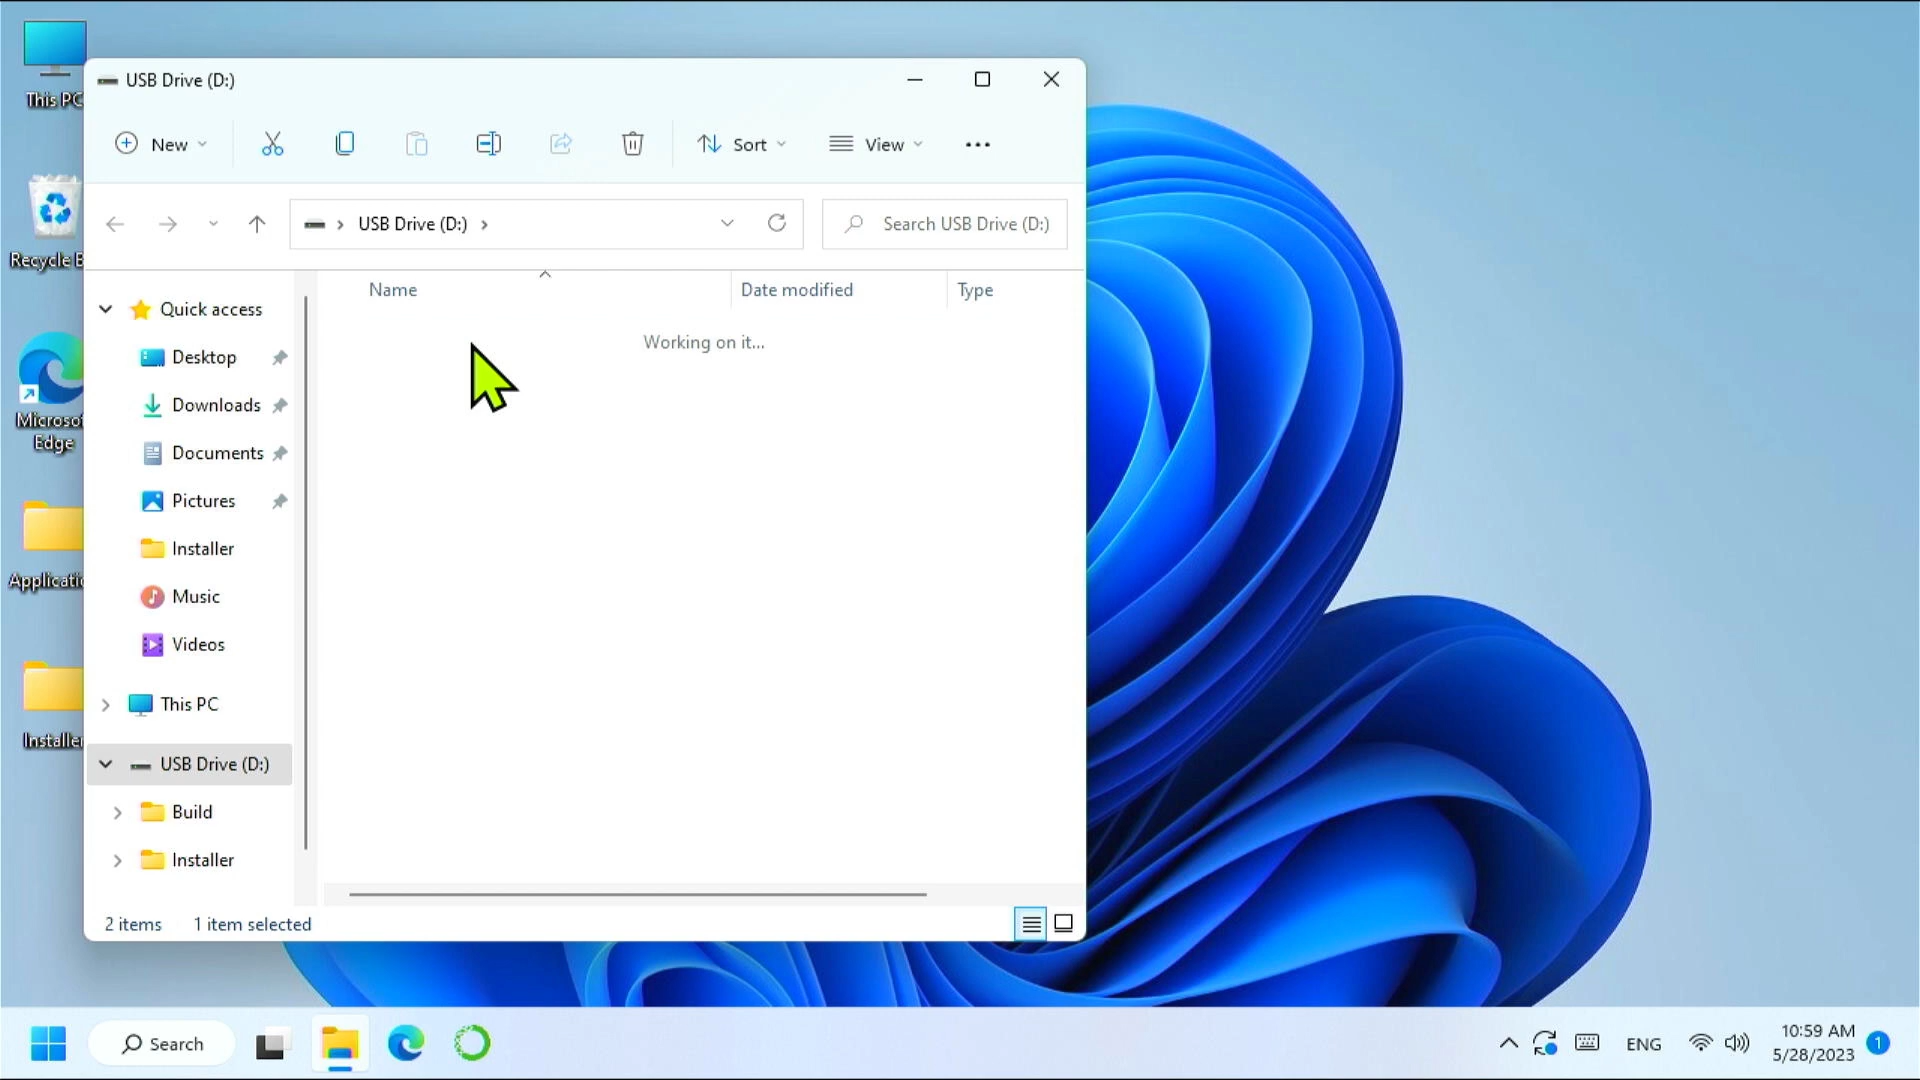 This PC
Recycle B
Microsof
Edge
Applicatio
Installer
USB Drive (D:)
New
Sort
View
USB Drive (D:)
Search USB Drive (D:)
Name
Date modified
Type
Working on it...
Quick access
Desktop
Downloads
Documents
Pictures
Installer
Music
Videos
This PC
USB Drive (D:)
Build
Installer
2 items
1 item selected
Search
ENG
10:59 AM
5/28/2023
1